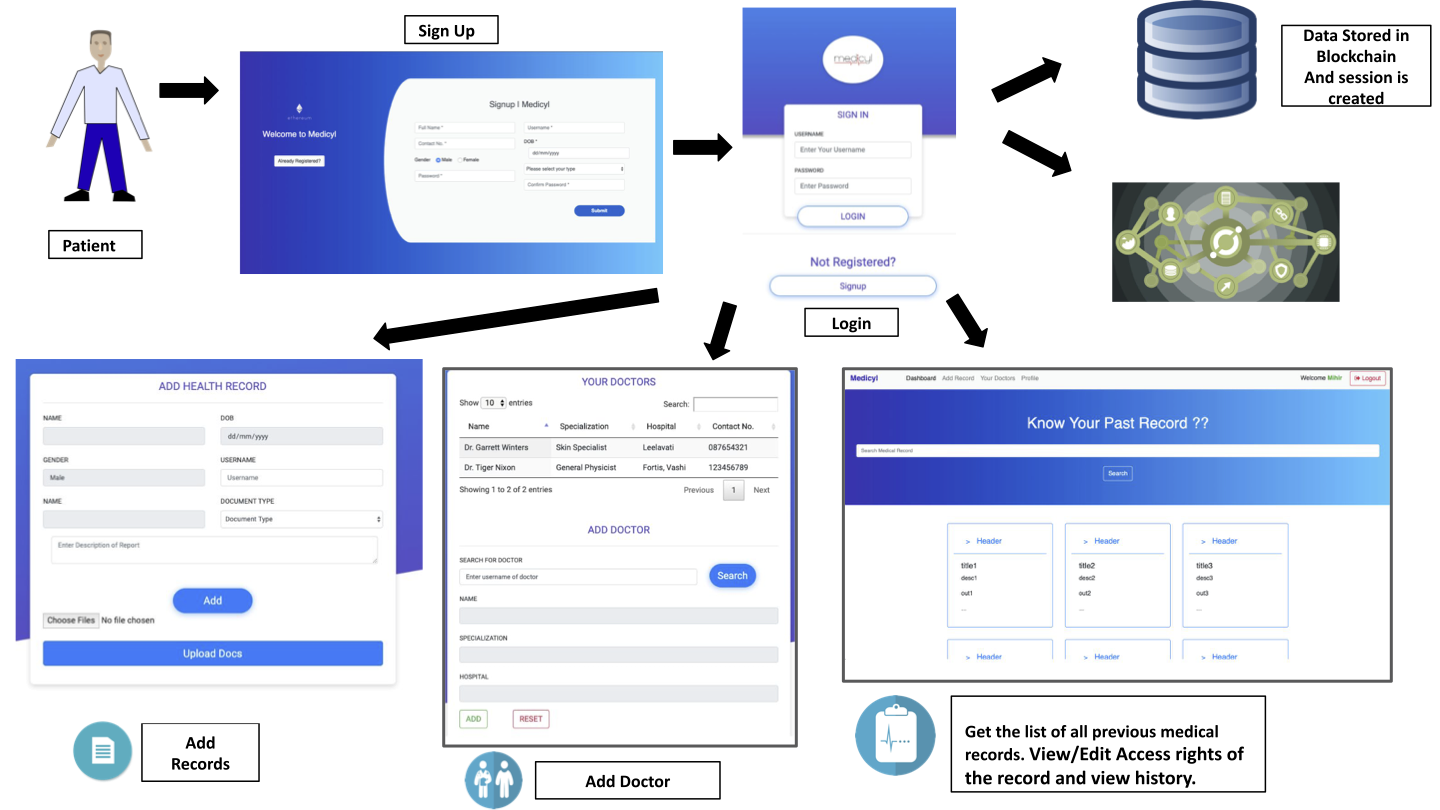 Sign Up
Data Stored in
Blockchain
And session is
created
Patient
ethereum
Welcome to Medicyl
Already Registered?
Signup | Medicyl
Full Name *
Username *
Contact No. *
DOB *
dd/mm/yyyy
Gender Male Female
Please select your type
Password *
Confirm Password *
Submit
medicyl
SIGN IN
USERNAME
Enter Your Username
PASSWORD
Enter Password
LOGIN
Not Registered?
Signup
Login
ADD HEALTH RECORD
NAME
DOB
dd/mm/yyyy
GENDER
USERNAME
Male
Username
NAME
DOCUMENT TYPE
Document Type
Enter Description of Report
Add
Choose Files No file chosen
Upload Docs
Add
Records
YOUR DOCTORS
Show 10 entries
Search:
Name Specialization Hospital Contact No.
Dr. Garrett Winters Skin Specialist Leelavati 087654321
Dr. Tiger Nixon General Physicist Fortis, Vashi 123456789
Showing 1 to 2 of 2 entries
Previous 1 Next
ADD DOCTOR
SEARCH FOR DOCTOR
Enter username of doctor
Search
NAME
SPECIALIZATION
HOSPITAL
ADD RESET
Add Doctor
Medicyl Dashboard Add Record Your Doctors Profile Welcome Mihir Logout
Know Your Past Record ??
Search Medical Record
Search
> Header > Header > Header
title1 title2 title3
desc1 desc2 desc3
out1 out2 out3
... ... ...
> Header > Header > Header
Get the list of all previous medical
records. View/Edit Access rights of
the record and view history.